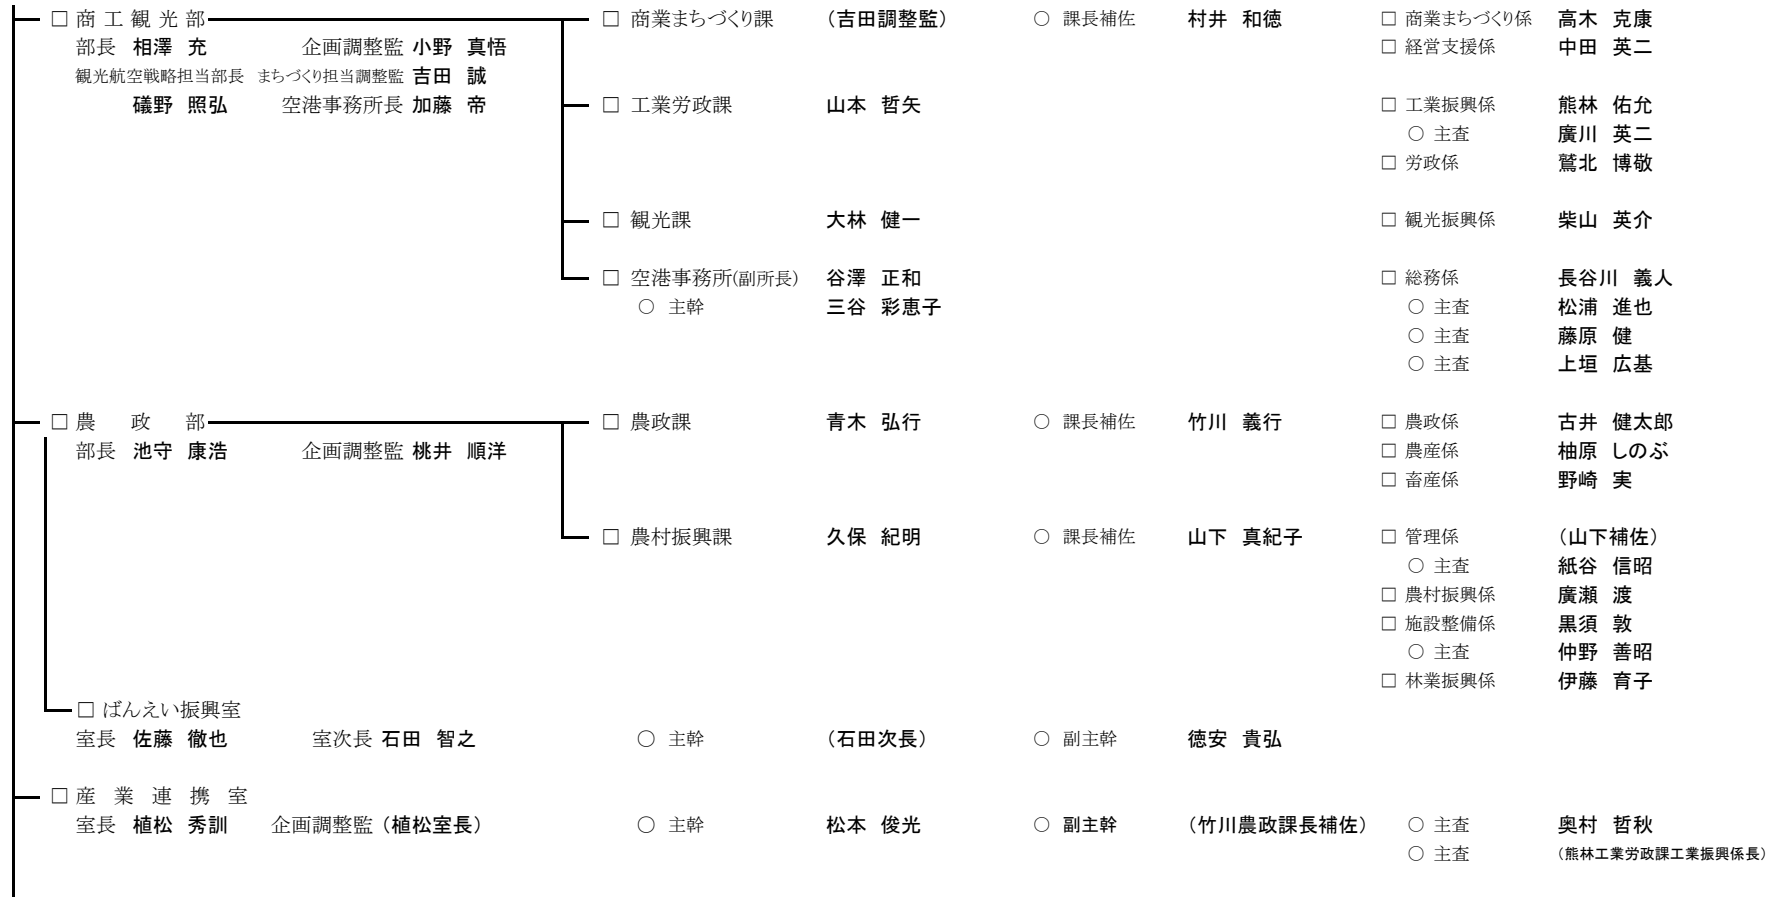 □ 商工観光部 □ 商業まちづくり課 （吉田調整監） ○ 課長補佐 村井 和徳 □ 商業まちづくり係 高木 克康
部長 相澤 充 企画調整監 小野 真悟 □ 経営支援係 中田 英二
観光航空戦略担当部長 まちづくり担当調整監 吉田 誠
礒野 照弘 空港事務所長 加藤 帝 □ 工業労政課 山本 哲矢 □ 工業振興係 熊林 佑允
○ 主査 廣川 英二
□ 労政係 鷲北 博敬
□ 観光課 大林 健一 □ 観光振興係 柴山 英介
□ 空港事務所(副所長) 谷澤 正和 □ 総務係 長谷川 義人
○ 主幹 三谷 彩恵子 ○ 主査 松浦 進也
○ 主査 藤原 健
○ 主査 上垣 広基
□ 農政部 □ 農政課 青木 弘行 ○ 課長補佐 竹川 義行 □ 農政係 古井 健太郎
部長 池守 康浩 企画調整監 桃井 順洋 □ 農産係 柚原 しのぶ
□ 畜産係 野崎 実
□ 農村振興課 久保 紀明 ○ 課長補佐 山下 真紀子 □ 管理係 （山下補佐）
○ 主査 紙谷 信昭
□ 農村振興係 廣瀬 渡
□ 施設整備係 黒須 敦
○ 主査 仲野 善昭
□ 林業振興係 伊藤 育子
□ ばんえい振興室
室長 佐藤 徹也 室次長 石田 智之 ○ 主幹 （石田次長） ○ 副主幹 徳安 貴弘
□ 産業連携室
室長 植松 秀訓 企画調整監 （植松室長） ○ 主幹 松本 俊光 ○ 副主幹 （竹川農政課長補佐） ○ 主査 奥村 哲秋
○ 主査 （熊林工業労政課工業振興係長）